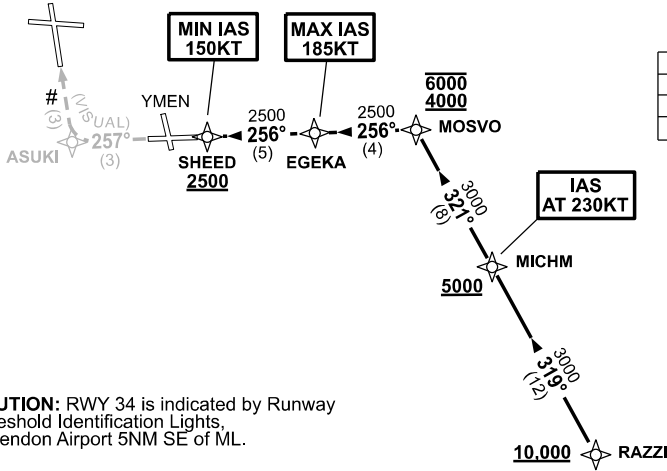 MIN IAS
150KT
MAX IAS
185KT
6000
4000
#
(3)
(VISUAL)
YMEN
2500
2500
ASUKI
257°
(3)
256°
(5)
256°
(4)
MOSVO
SHEED
2500
EGEKA
3000
321°
(8)
IAS
AT 230KT
MICHM
5000
3000
319°
(12)
UTION: RWY 34 is indicated by Runway
eshold Identification Lights,
endon Airport 5NM SE of ML.
10,000
RAZZI